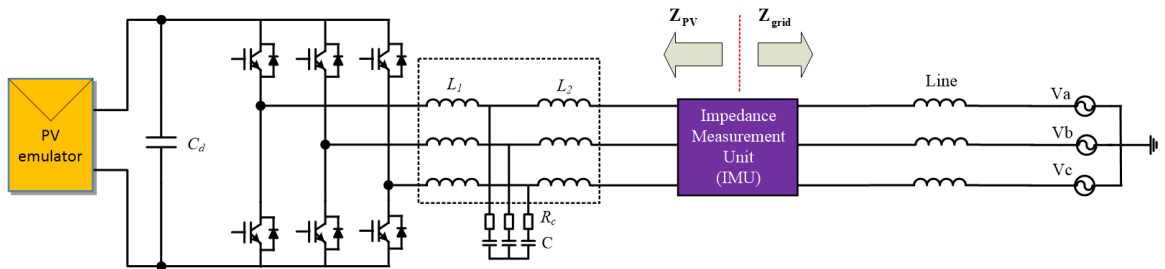 Z_PV
Z_grid
L_1
L_2
Line
Va
Vb
Vc
PV
emulator
C_d
Impedance
Measurement
Unit
(IMU)
R_c
C